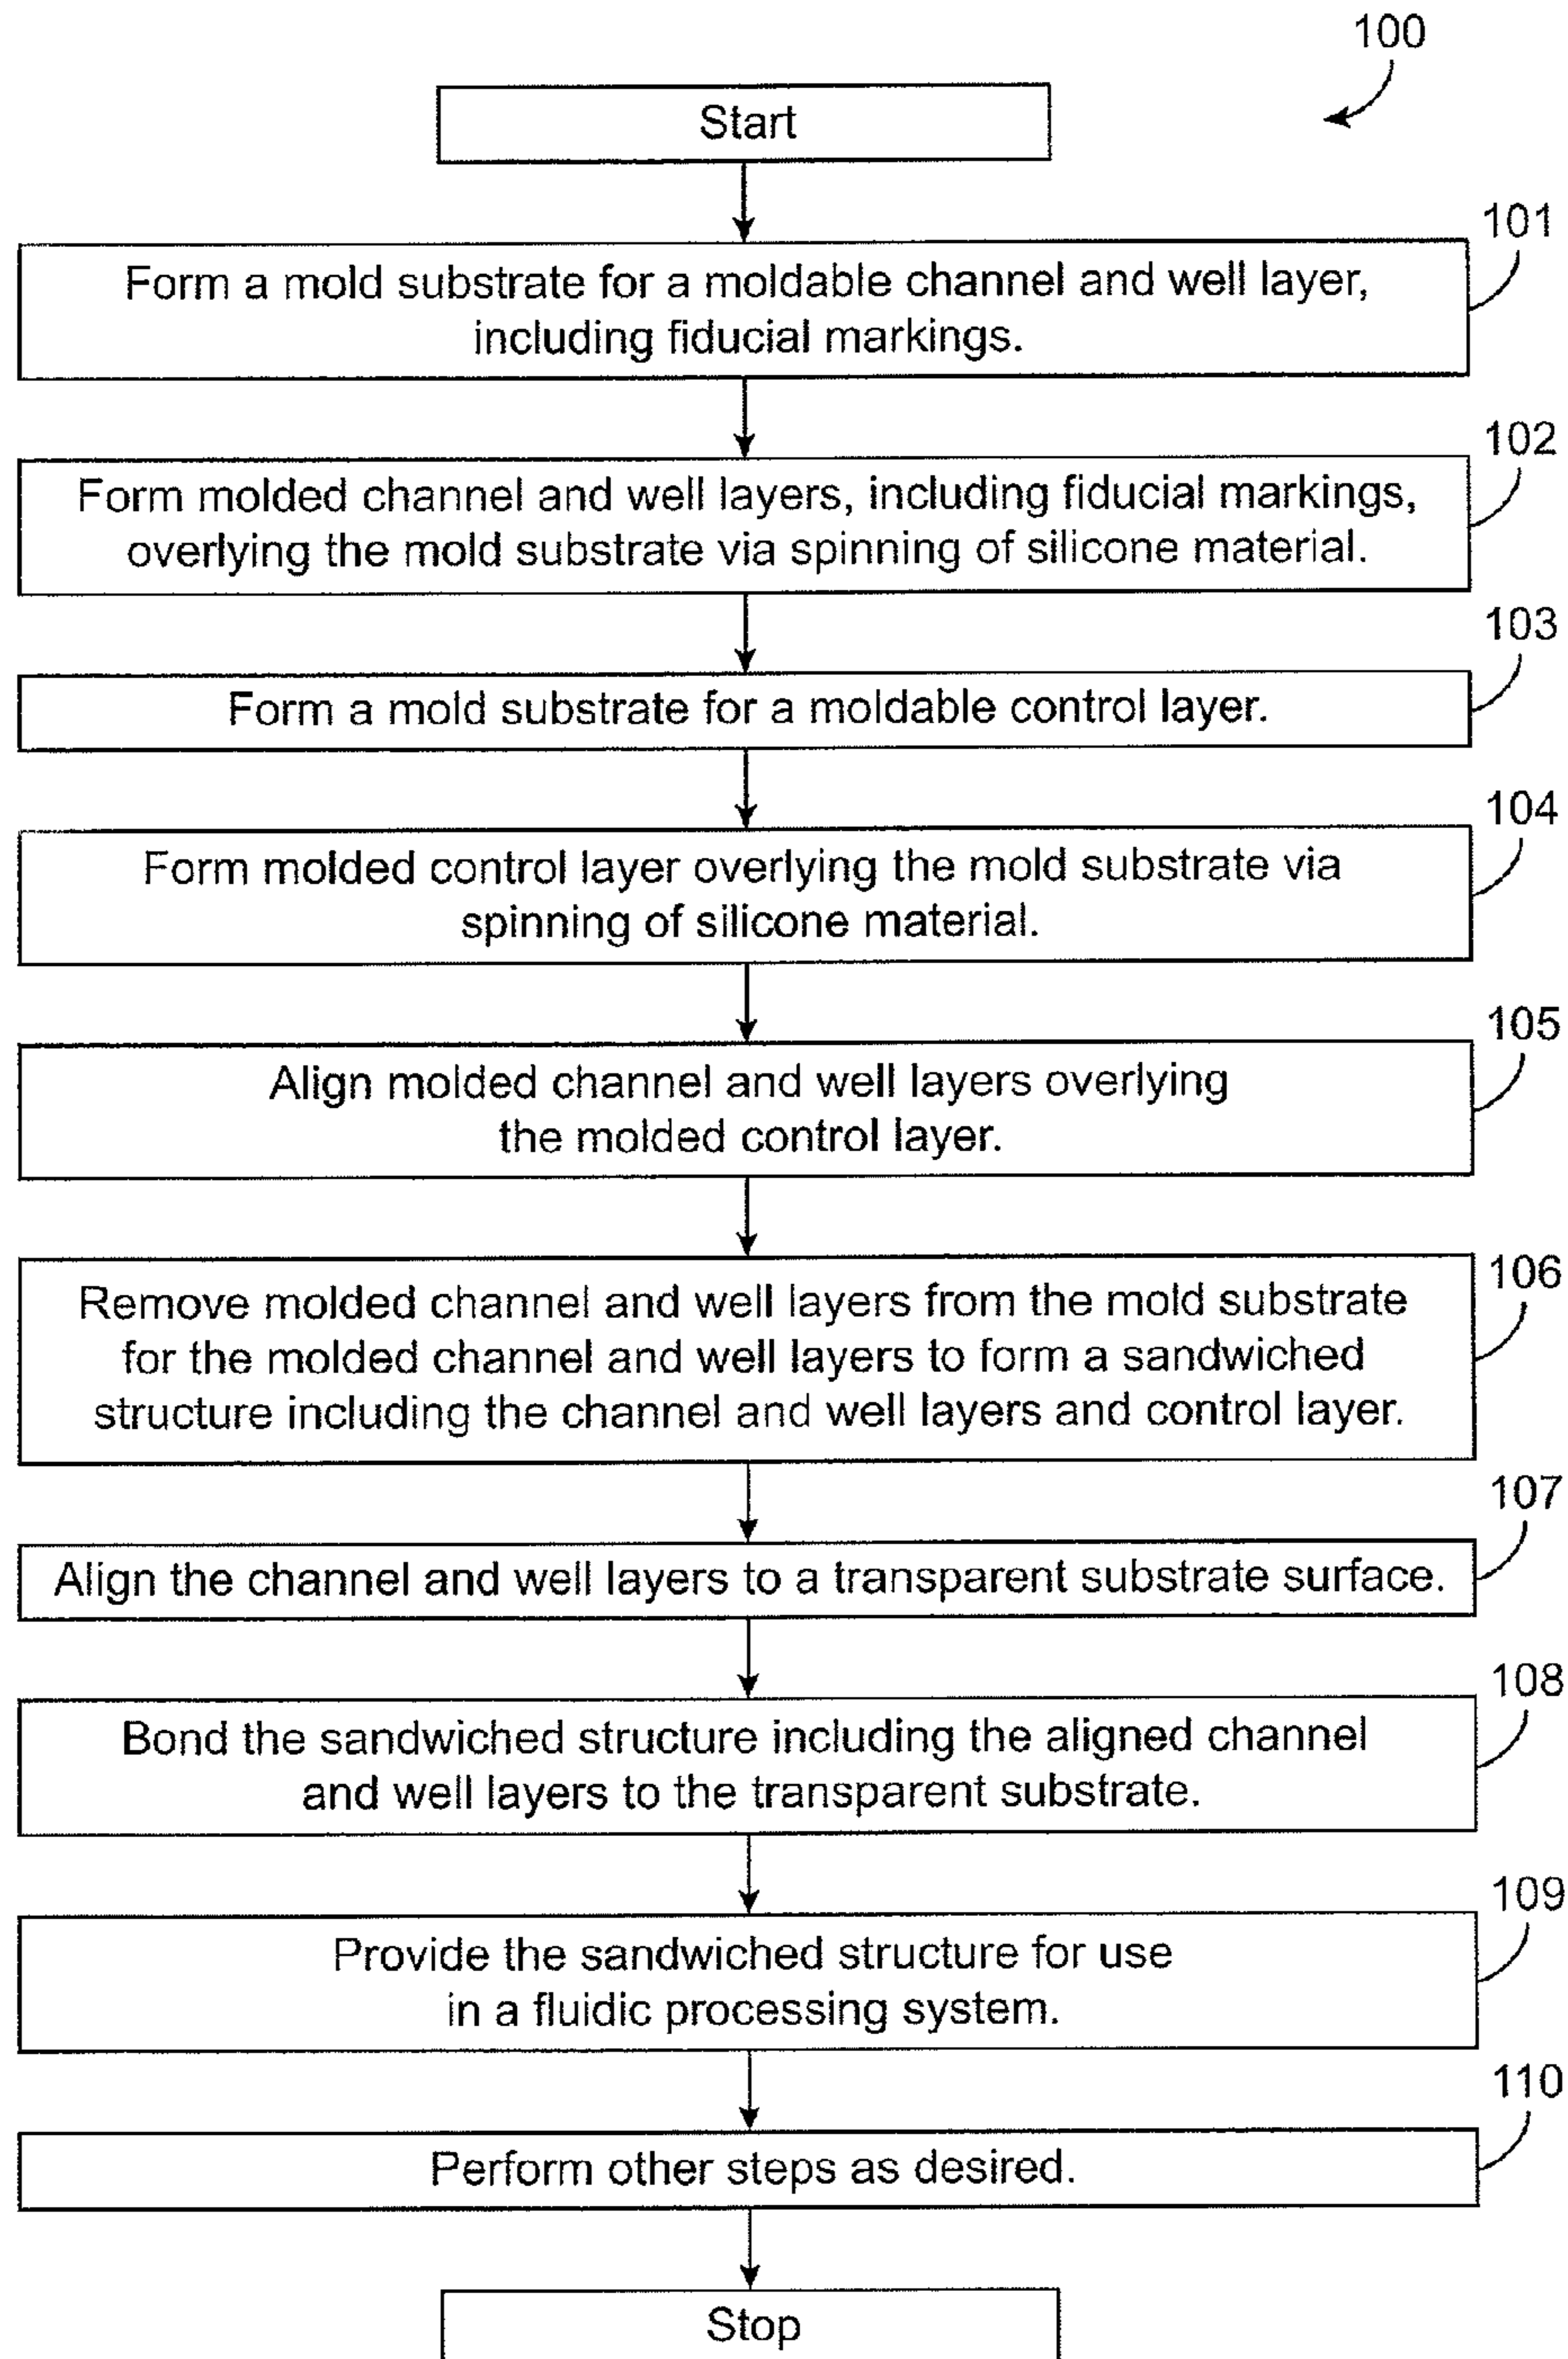 100
Start
101
Form a mold substrate for a moldable channel and well layer,
including fiducial markings.
102
Form molded channel and well layers, including fiducial markings,
overlying the mold substrate via spinning of silicone material.
103
Form a mold substrate for a moldable control layer.
104
Form molded control layer overlying the mold substrate via
spinning of silicone material.
105
Align molded channel and well layers overlying
the molded control layer.
106
Remove molded channel and well layers from the mold substrate
for the molded channel and well layers to form a sandwiched
structure including the channel and well layers and control layer.
107
Align the channel and well layers to a transparent substrate surface.
108
Bond the sandwiched structure including the aligned channel
and well layers to the transparent substrate.
109
Provide the sandwiched structure for use
in a fluidic processing system.
110
Perform other steps as desired.
Stop